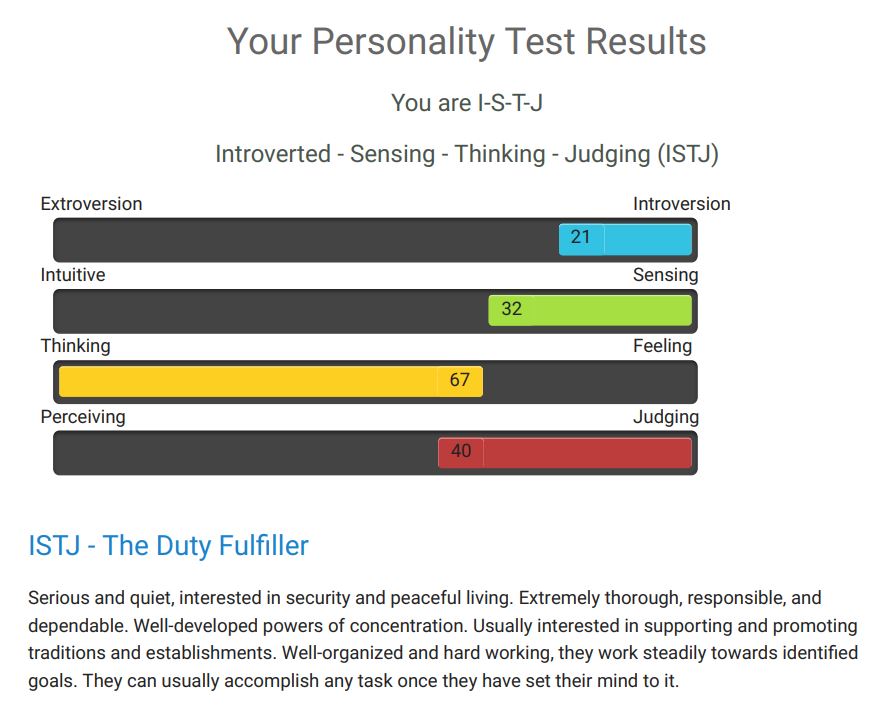 Your Personality Test Results
You are I-S-T-J
Introverted - Sensing - Thinking - Judging (ISTJ)
Extroversion Introversion
21
Intuitive Sensing
32
Thinking Feeling
67
Perceiving Judging
40
ISTJ - The Duty Fulfiller
Serious and quiet, interested in security and peaceful living. Extremely thorough, responsible, and
dependable. Well-developed powers of concentration. Usually interested in supporting and promoting
traditions and establishments. Well-organized and hard working, they work steadily towards identified
goals. They can usually accomplish any task once they have set their mind to it.